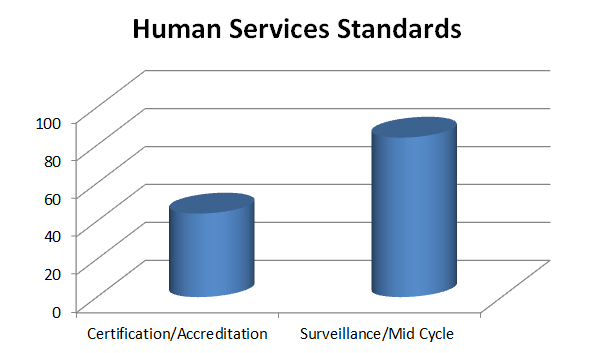 Human Services Standards
100
80
60
40
20
0
Certification/Accreditation
Surveillance/Mid Cycle